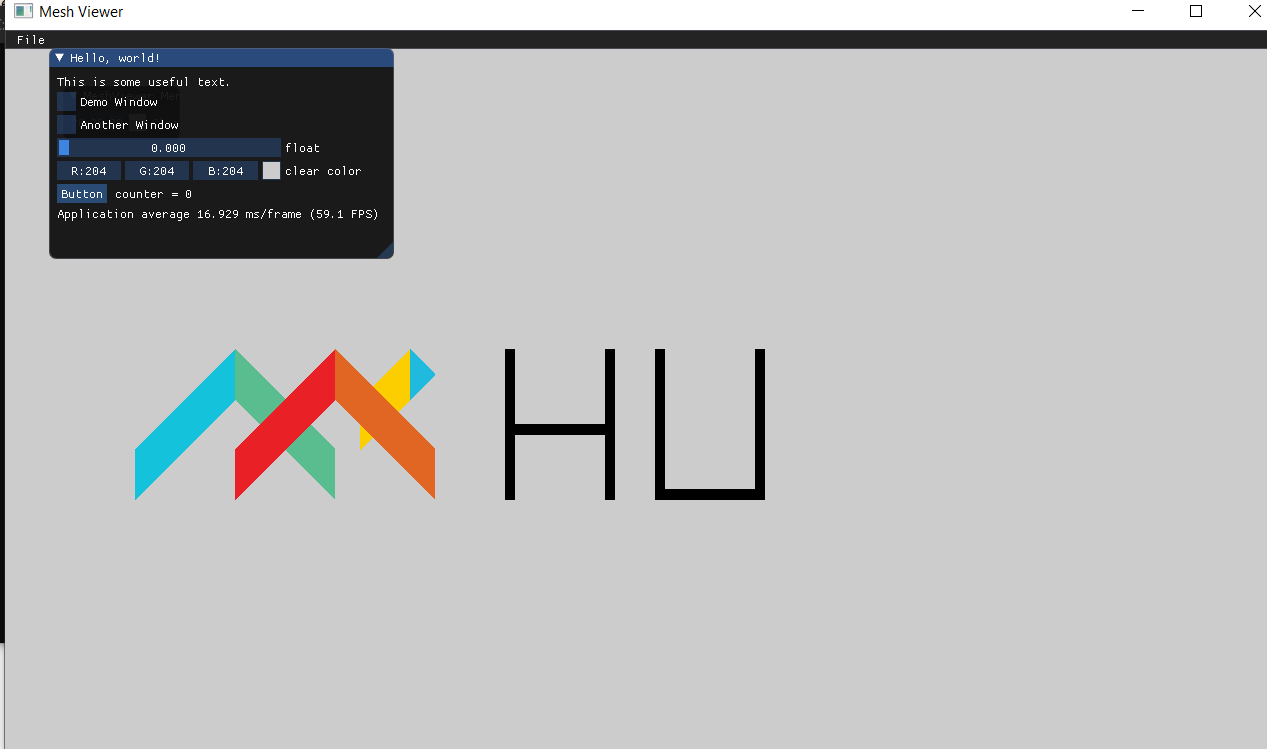 Mesh Viewer
File
Hello, world!
This is some useful text.
Demo Window
Another Window
0.000 float
R:204 G:204 B:204 clear color
Button counter = 0
Application average 16.929 ms/frame (59.1 FPS)
HU